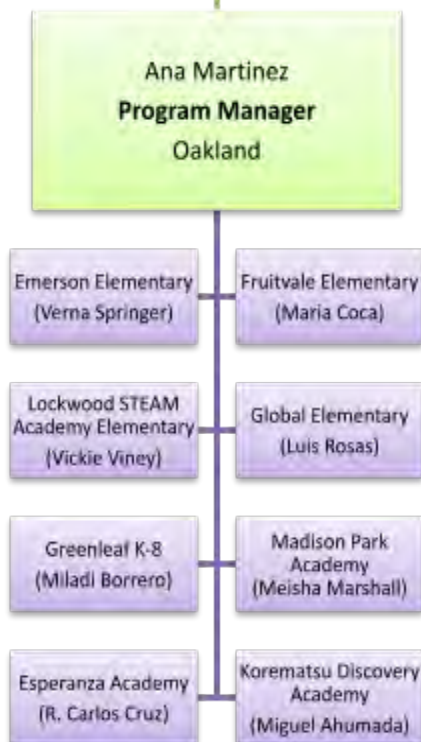 Ana Martinez
Program Manager
Oakland
Emerson Elementary
(Verna Springer)
Fruitvale Elementary
(Maria Coca)
Lockwood STEAM
Academy Elementary
(Vickie Viney)
Global Elementary
(Luis Rosas)
Greenleaf K-8
(Miladi Borrero)
Madison Park
Academy
(Meisha Marshall)
Esperanza Academy
(R. Carlos Cruz)
Korematsu Discovery
Academy
(Miguel Ahumada)